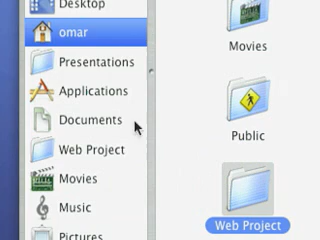 Desktop
omar
Presentations
Applications
Documents
Web Project
Movies
Music
Pictures
Movies
Public
Web Project